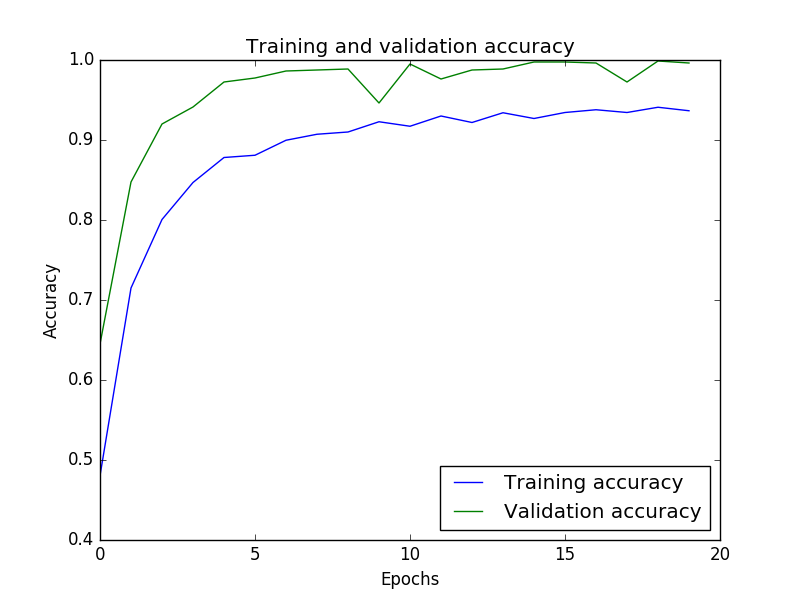 Training and validation accuracy
1.0
0.9
0.8
0.7
0.6
0.5
0.4
Accuracy
0 5 10 15 20
Epochs
Training accuracy
Validation accuracy